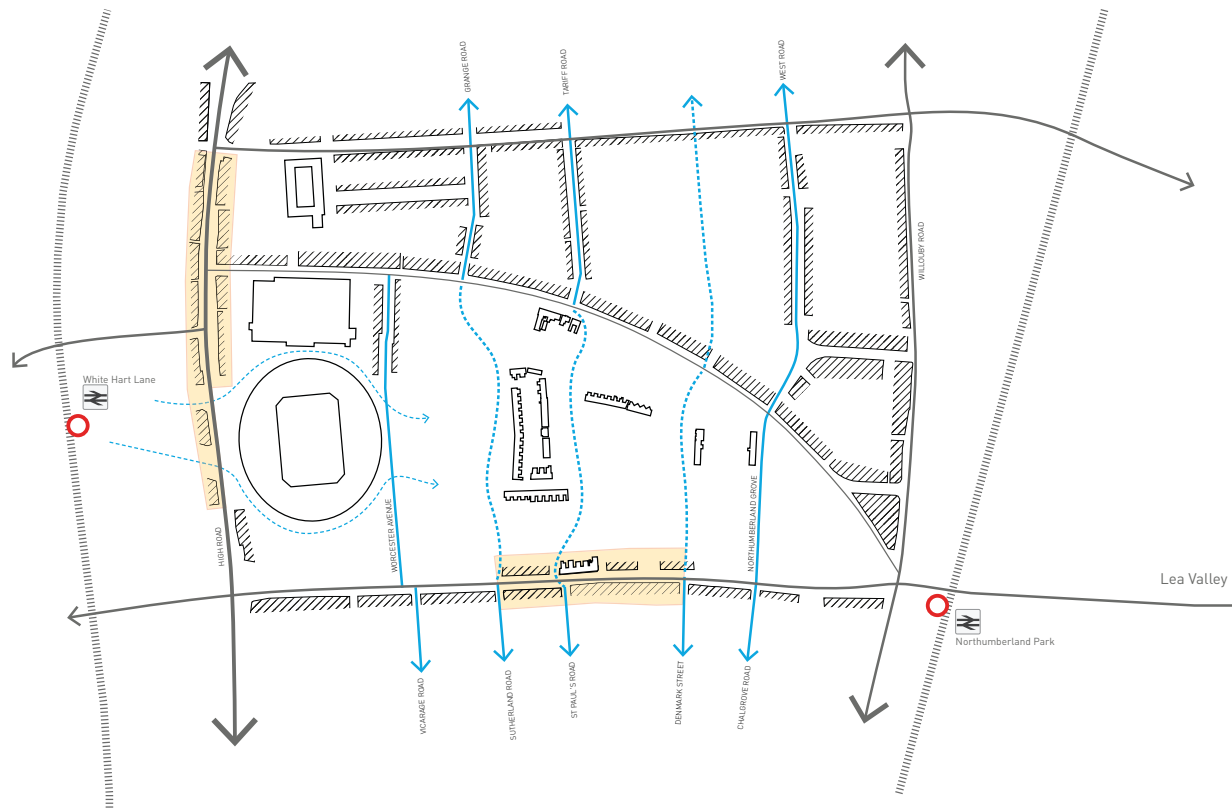 GRANGE ROAD
TARIFF ROAD
WEST ROAD
WILLOUBY ROAD
White Hart Lane
HIGH ROAD
WORCESTER AVENUE
NORTHUMBERLAND GROVE
Lea Valley
Northumberland Park
VICARAGE ROAD
SUTHERLAND ROAD
ST PAUL'S ROAD
DENMARK STREET
CHALGROVE ROAD